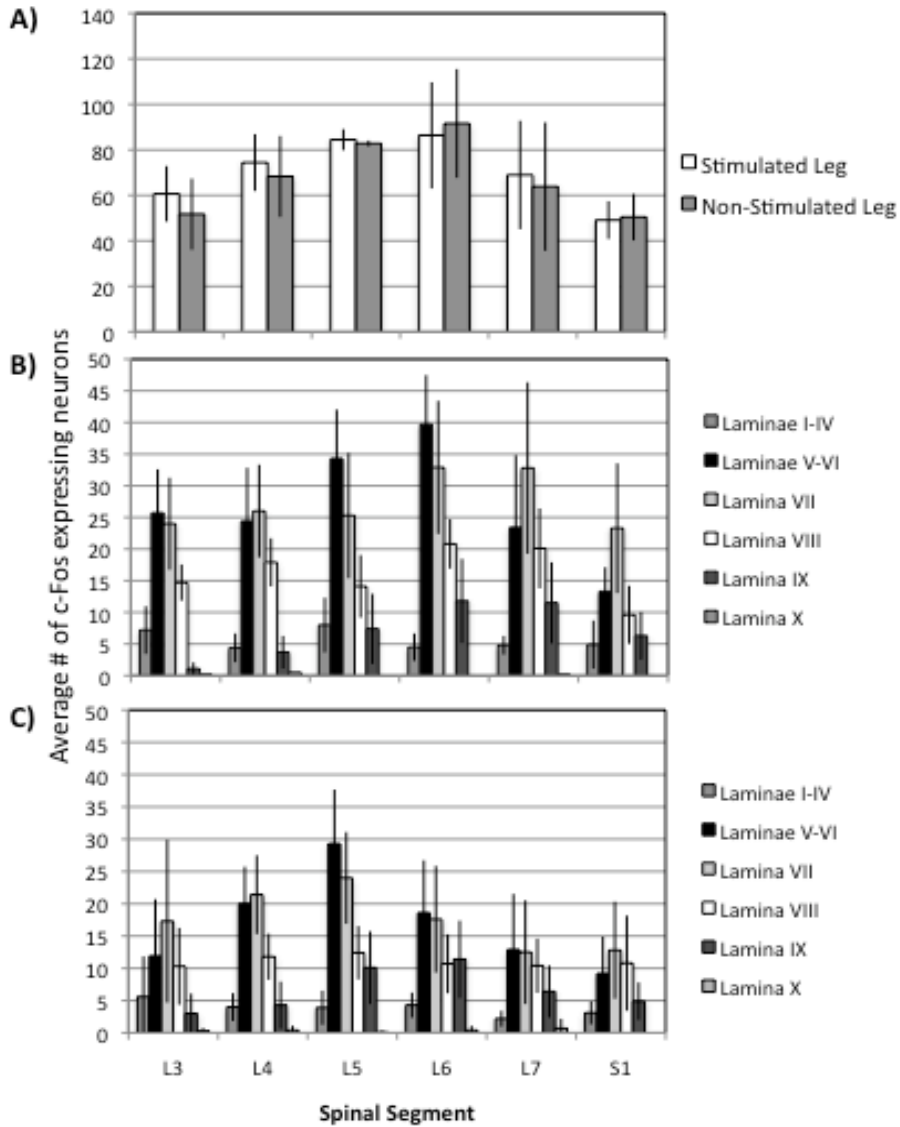 A)
140
120
100
80
60
40
20
0
Stimulated Leg
Non-Stimulated Leg
Average # of c-Fos expressing neurons
B)
50
45
40
35
30
25
20
15
10
5
0
Laminae I-IV
Laminae V-VI
Lamina VII
Lamina VIII
Lamina IX
Lamina X
C)
50
45
40
35
30
25
20
15
10
5
0
Laminae I-IV
Laminae V-VI
Lamina VII
Lamina VIII
Lamina IX
Lamina X
L3 L4 L5 L6 L7 S1
Spinal Segment